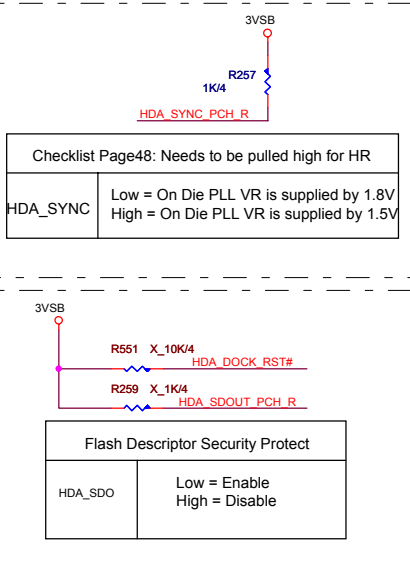 3VSB
R257
1K/4
HDA_SYNC_PCH_R
Checklist Page48: Needs to be pulled high for HR
HDA_SYNC
Low = On Die PLL VR is supplied by 1.8V
High = On Die PLL VR is supplied by 1.5V
3VSB
R551 X_10K/4
HDA_DOCK_RST#
R259 X_1K/4
HDA_SDOUT_PCH_R
Flash Descriptor Security Protect
HDA_SDO
Low = Enable
High = Disable